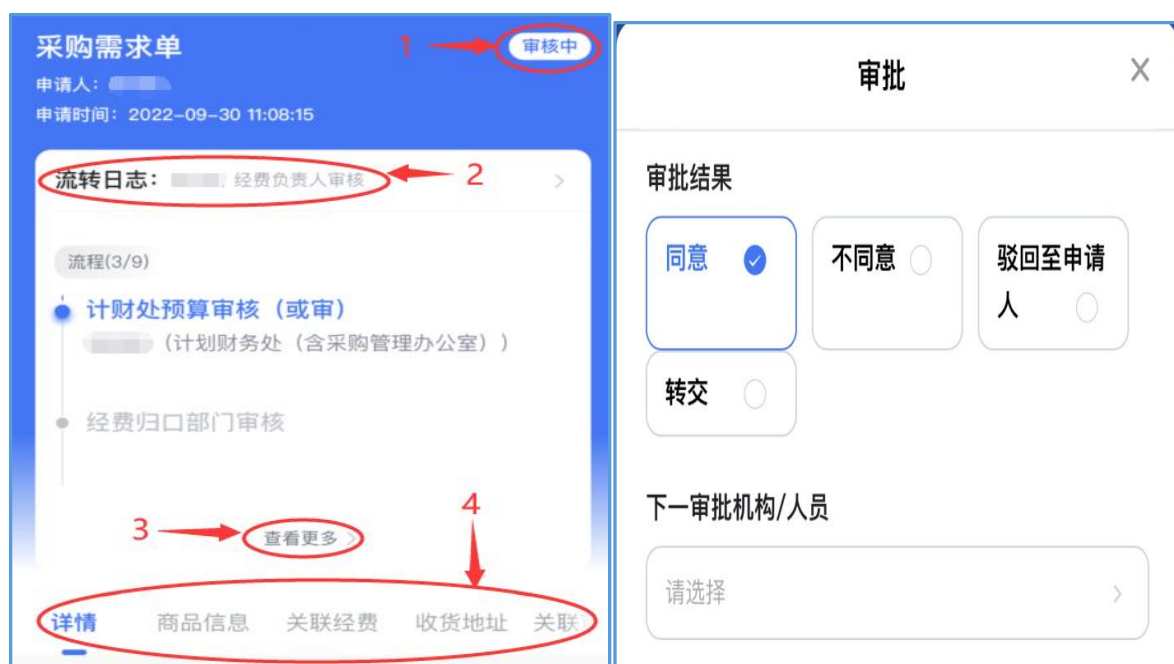 采购需求单
1
审核中
申请人：
申请时间：2022-09-30 11:08:15
流转日志： ，经费负责人审核
2
流程(3/9)
计财处预算审核（或审）
（计划财务处（含采购管理办公室））
经费归口部门审核
3
查看更多
4
详情 商品信息 关联经费 收货地址 关联
审批
审批结果
同意
不同意
驳回至申请
人
转交
下一审批机构/人员
请选择